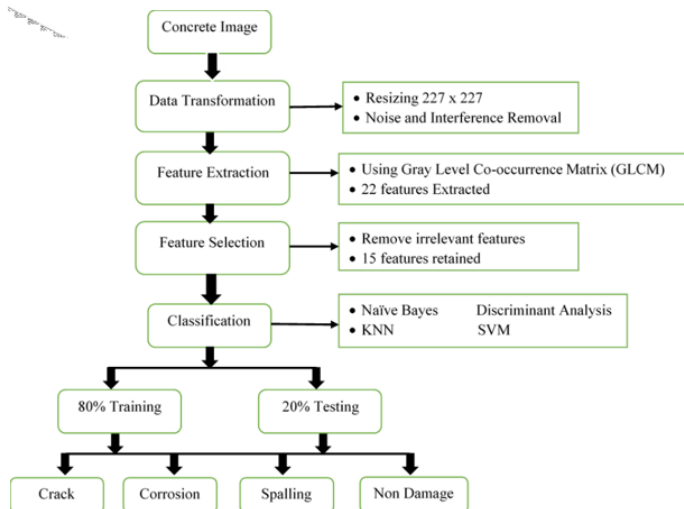 Concrete Image
Data Transformation
• Resizing 227 x 227
• Noise and Interference Removal
Feature Extraction
• Using Gray Level Co-occurrence Matrix (GLCM)
• 22 features Extracted
Feature Selection
• Remove irrelevant features
• 15 features retained
Classification
• Naïve Bayes Discriminant Analysis
• KNN SVM
80% Training
20% Testing
Crack
Corrosion
Spalling
Non Damage